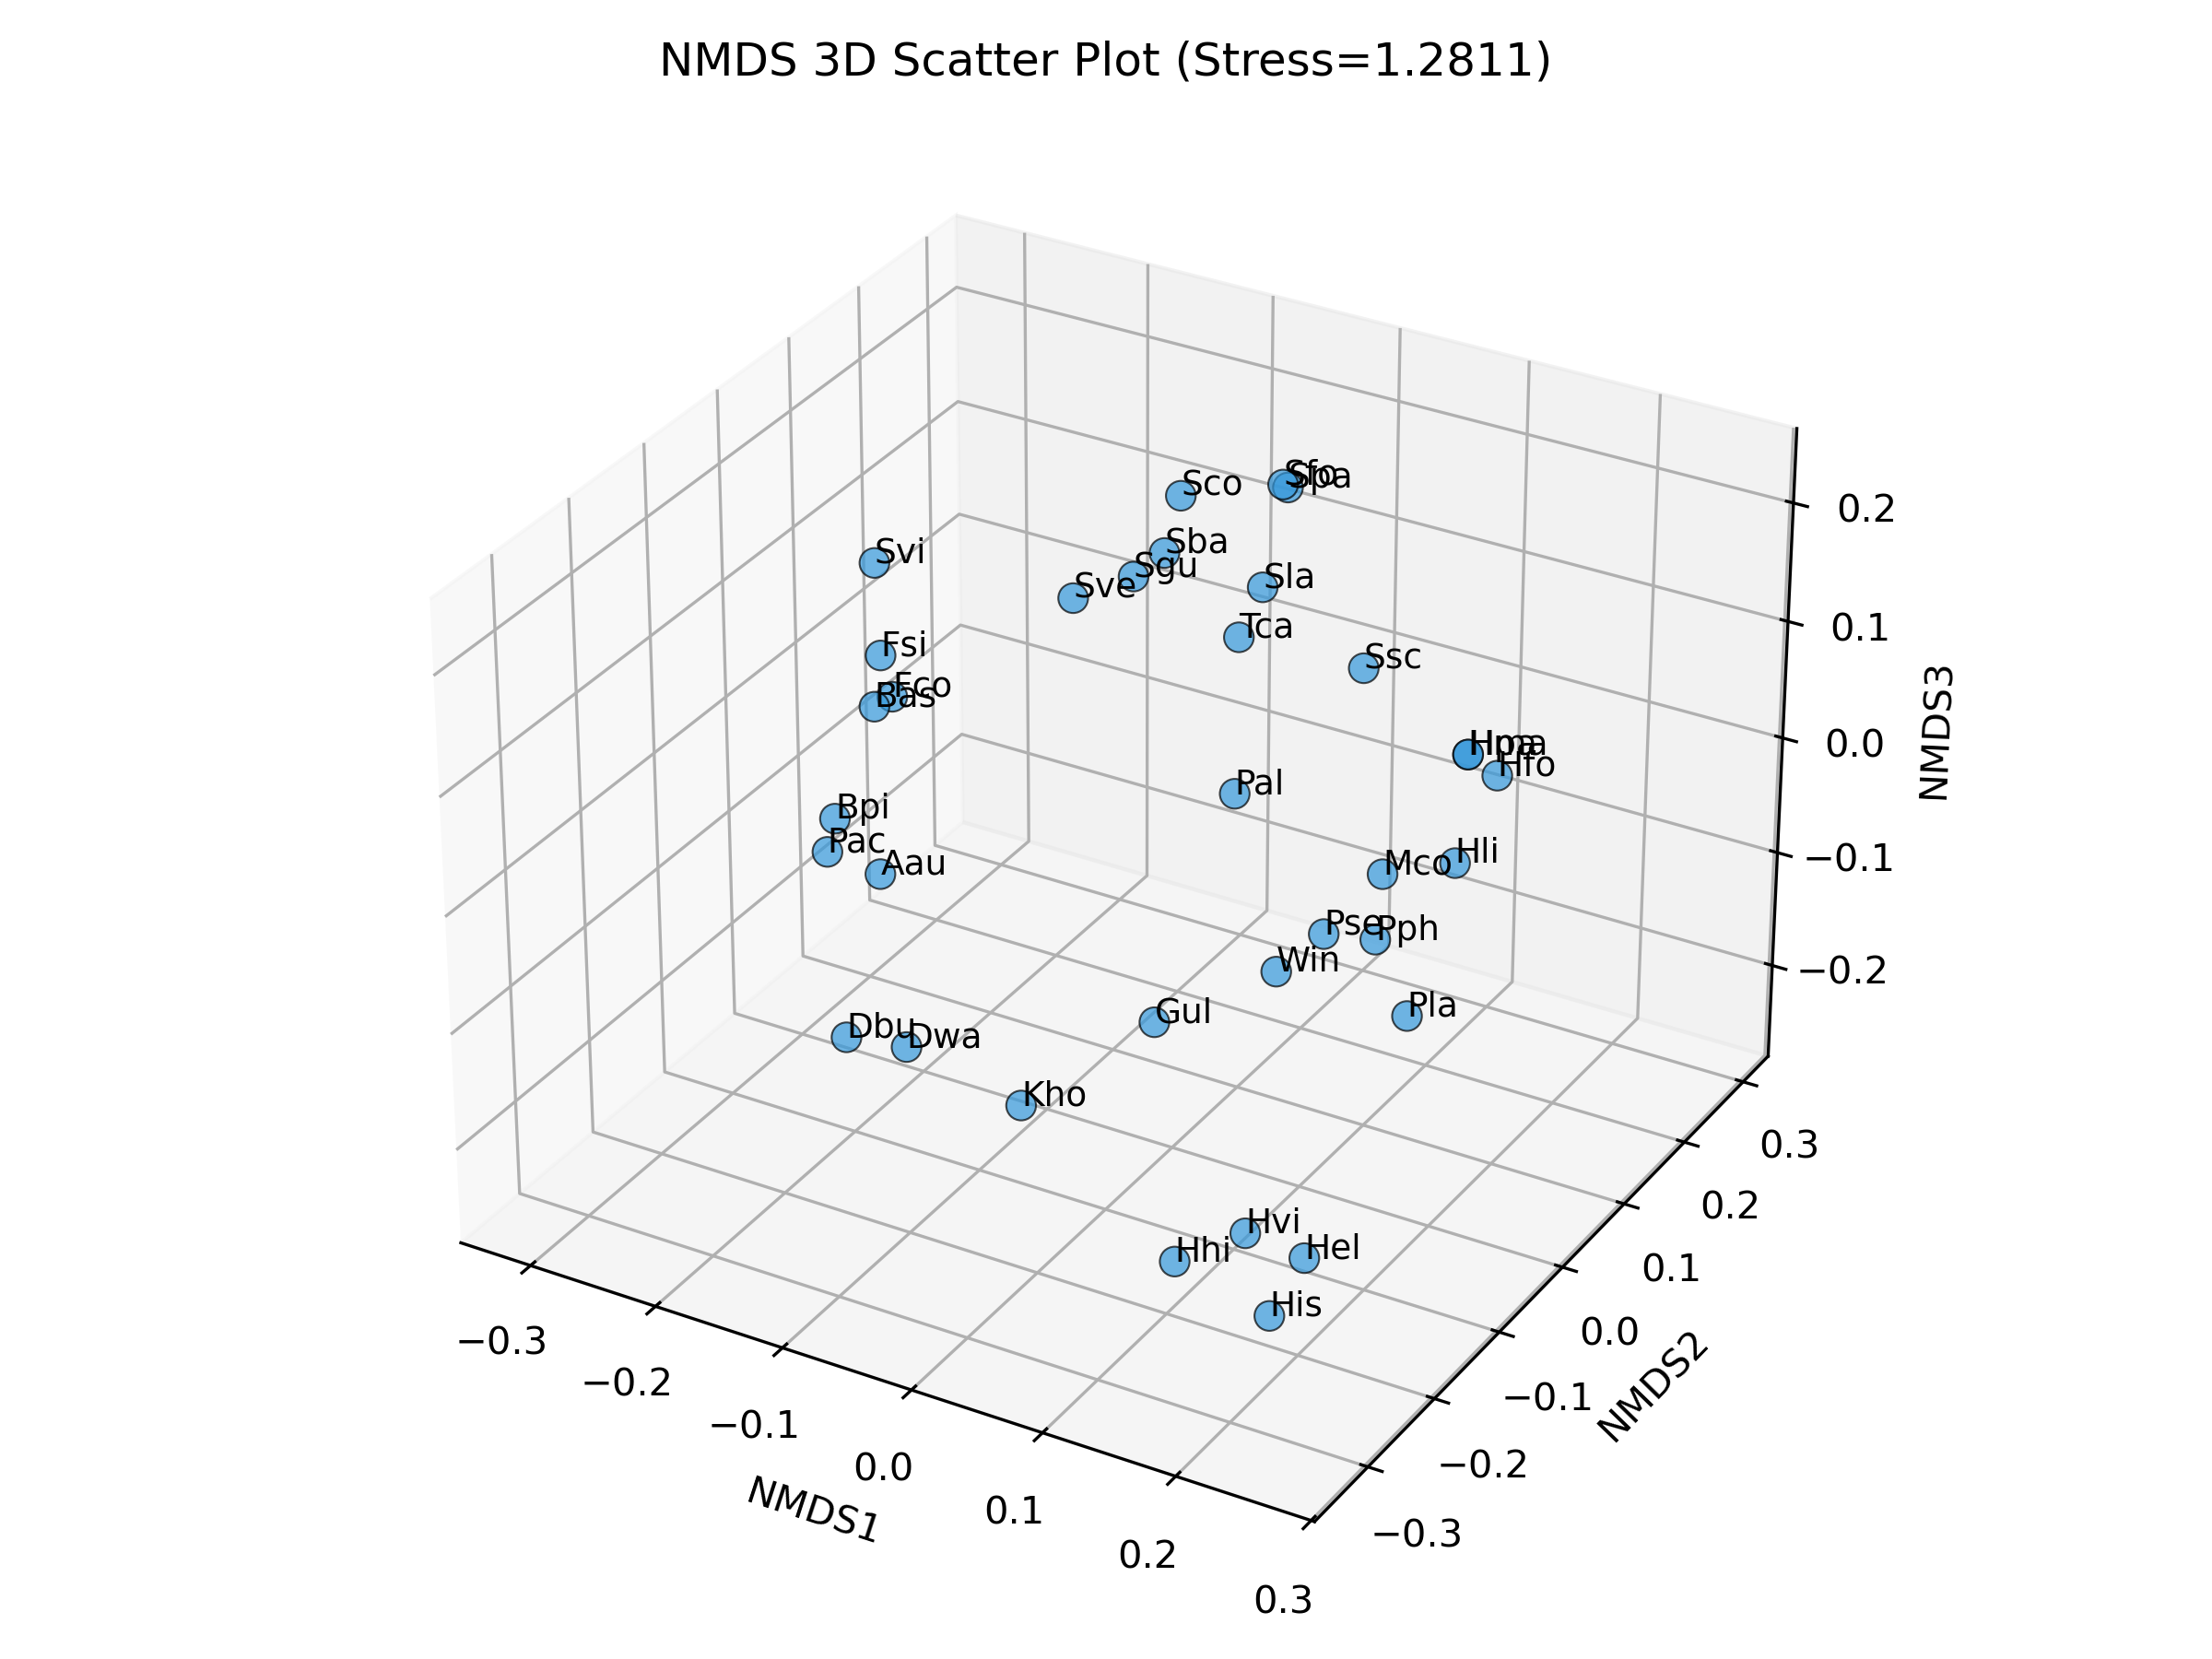 NMDS 3D Scatter Plot (Stress=1.2811)
Sco
Sfo
Spa
Svi
Sba
Sgu
Sve
Sla
Tca
Fsi
Ssc
Fco
Bas
Hma
Hfo
Pal
Bpi
Pac
Aau
Mco
Hli
Pse
Pph
Win
Pla
Gul
Dbu
Dwa
Kho
Hvi
Hhi
Hel
His
0.2
0.1
0.0
−0.1
−0.2
NMDS3
0.3
0.2
0.1
0.0
−0.1
−0.2
−0.3
NMDS2
−0.3
−0.2
−0.1
0.0
0.1
0.2
0.3
NMDS1